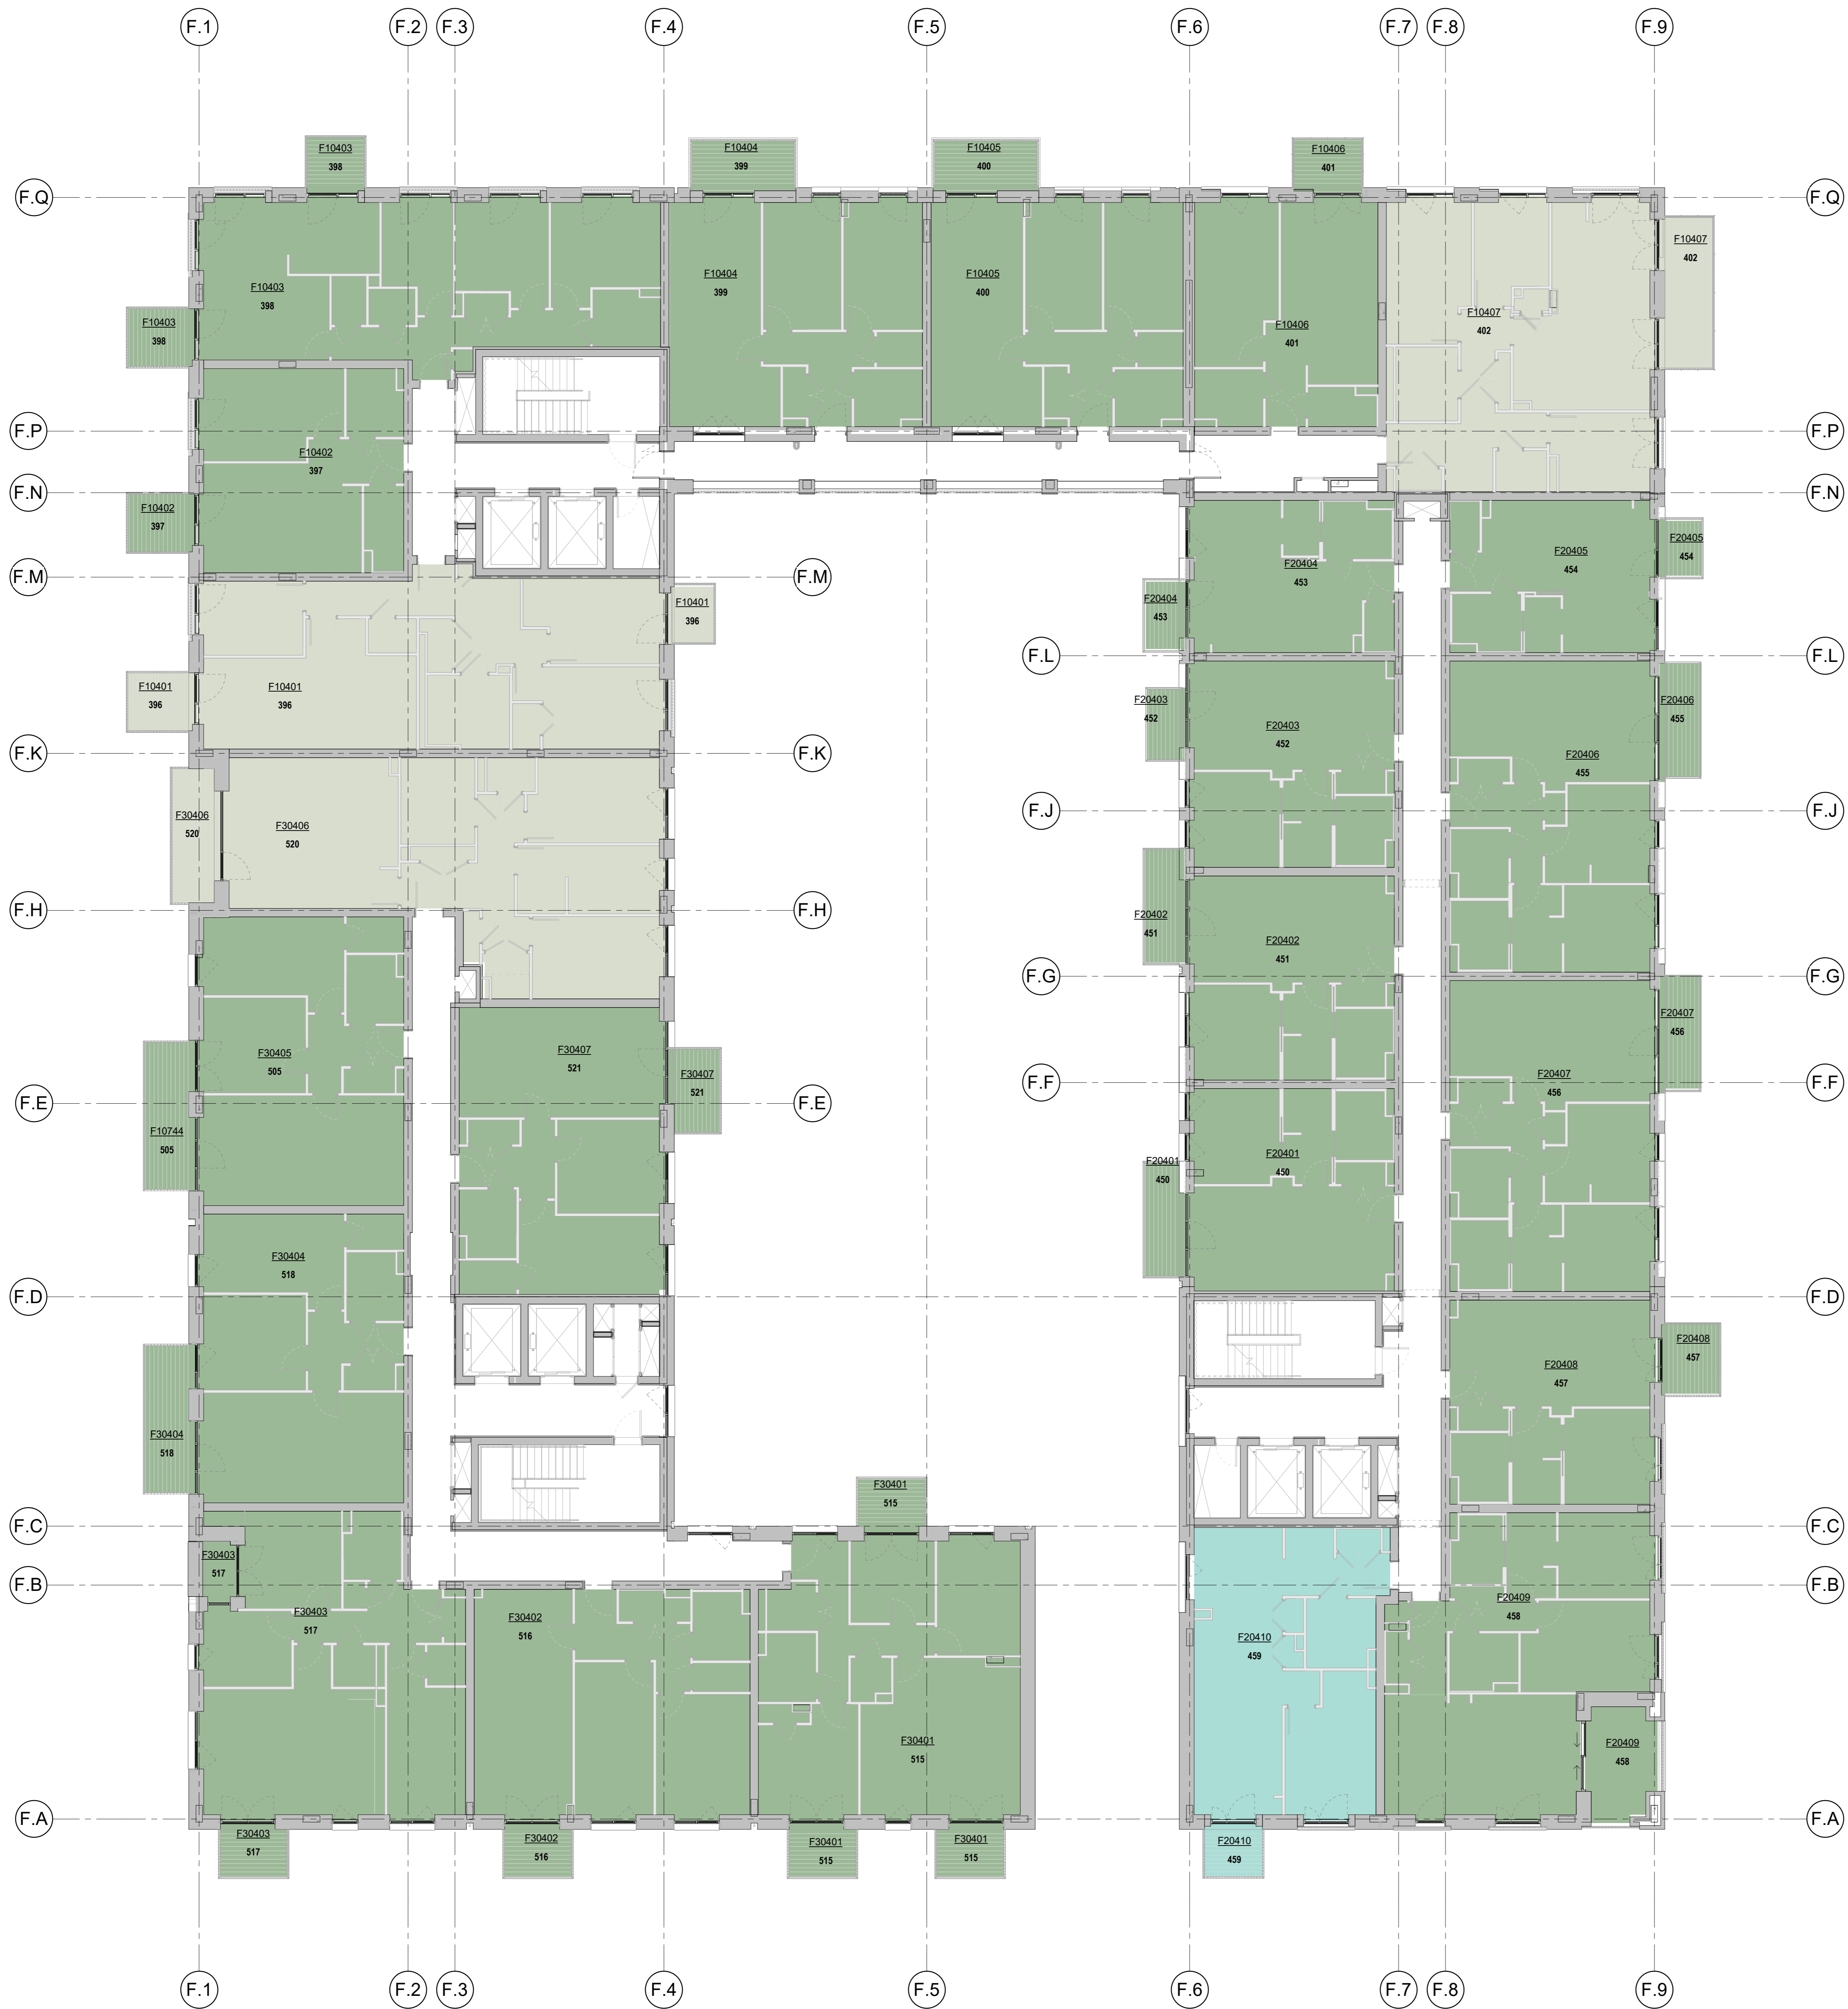 F.1
F.2
F.3
F.4
F.5
F.6
F.7
F.8
F.9
F10403
398
F10404
399
F10405
400
F10406
401
F.Q
F.Q
F10407
402
F10403
398
F10404
399
F10405
400
F10407
402
F10403
398
F10406
401
F.P
F.P
F10402
397
F.N
F.N
F10402
397
F20405
454
F20405
454
F20404
453
F.M
F.M
F10401
396
F20404
453
F.L
F.L
F10401
396
F10401
396
F20403
452
F20406
455
F20403
452
F.K
F.K
F20406
455
F30406
520
F30406
520
F.J
F.J
F.H
F.H
F20402
451
F20402
451
F.G
F.G
F20407
456
F30405
505
F30407
521
F30407
521
F20407
456
F.F
F.F
F.E
F.E
F10744
505
F20401
450
F20401
450
F30404
518
F.D
F.D
F20408
457
F20408
457
F30404
518
F30401
515
F.C
F.C
F30403
517
F.B
F.B
F30403
517
F30402
516
F20409
458
F20410
459
F30401
515
F20409
458
F.A
F.A
F30403
517
F30402
516
F30401
515
F30401
515
F20410
459
F.1
F.2
F.3
F.4
F.5
F.6
F.7
F.8
F.9